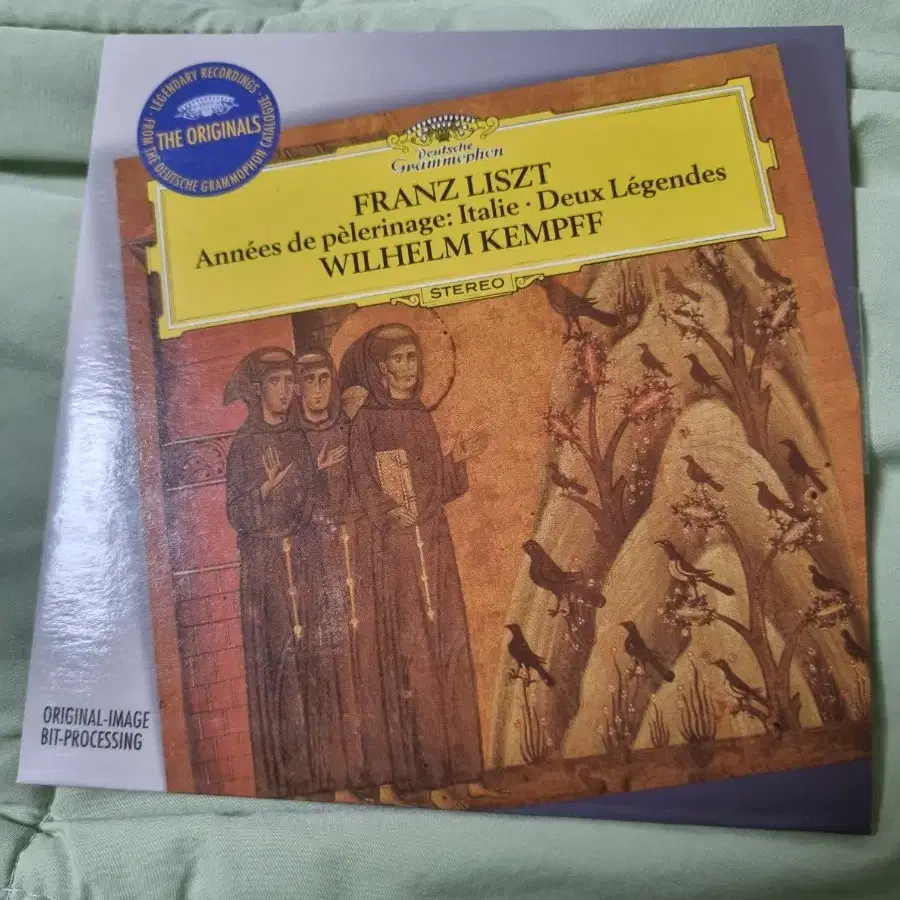 · LEGENDARY RECORDINGS ·
FROM THE DEUTSCHE GRAMMOPHON CATALOGUE
THE ORIGINALS
Deutsche
Grammophon
FRANZ LISZT
Années de pèlerinage: Italie · Deux Légendes
WILHELM KEMPFF
STEREO
ORIGINAL-IMAGE
BIT-PROCESSING